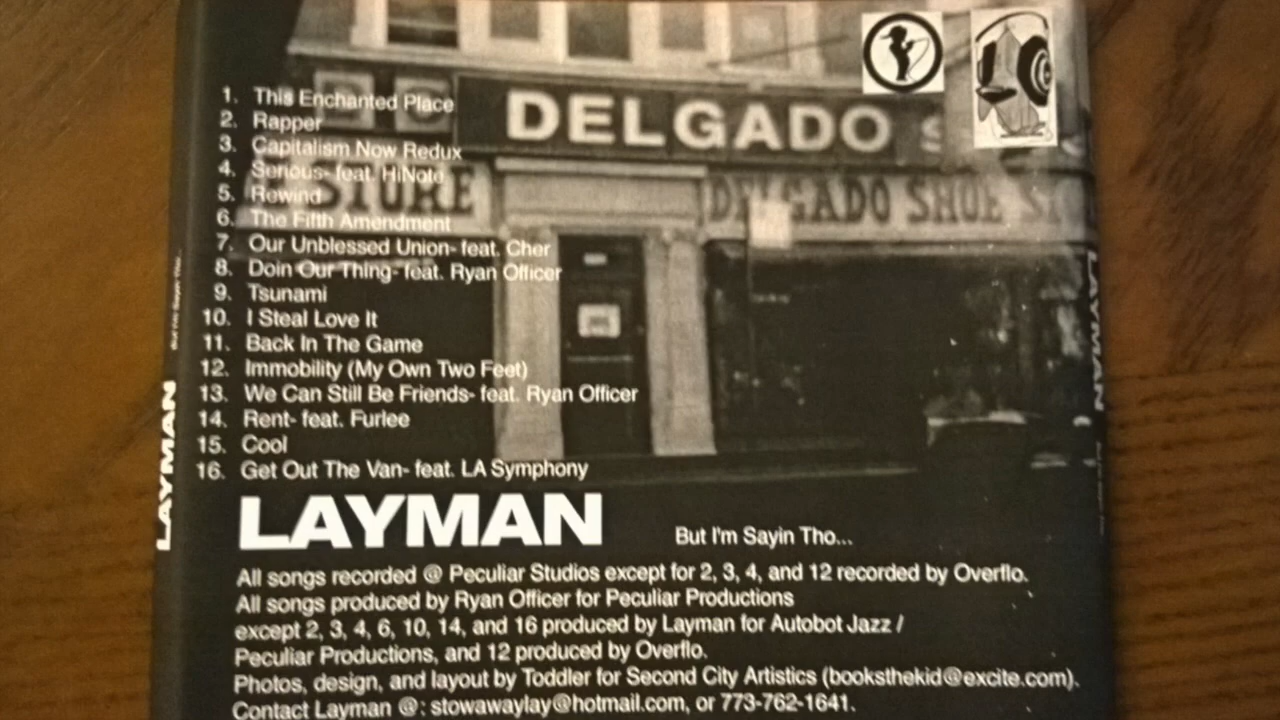 DELGADO
STORE
DELGADO SHOE
1. This Enchanted Place
2. Rapper
3. Capitalism Now Redux
4. Serious- feat. HiNote
5. Rewind
6. The Fifth Amendment
7. Our Unblessed Union- feat. Cher
8. Doin Our Thing- feat. Ryan Officer
9. Tsunami
10. I Steal Love It
11. Back In The Game
12. Immobility (My Own Two Feet)
13. We Can Still Be Friends- feat. Ryan Officer
14. Rent- feat. Furlee
15. Cool
16. Get Out The Van- feat. LA Symphony
LAYMAN
But I'm Sayin Tho...
All songs recorded @ Peculiar Studios except for 2, 3, 4, and 12 recorded by Overflo.
All songs produced by Ryan Officer for Peculiar Productions
except 2, 3, 4, 6, 10, 14, and 16 produced by Layman for Autobot Jazz /
Peculiar Productions, and 12 produced by Overflo.
Photos, design, and layout by Toddler for Second City Artistics (booksthekid@excite.com).
Contact Layman @: stowawaylay@hotmail.com, or 773-762-1641.
LAYMAN
But I'm Sayin Tho...
LAYMAN